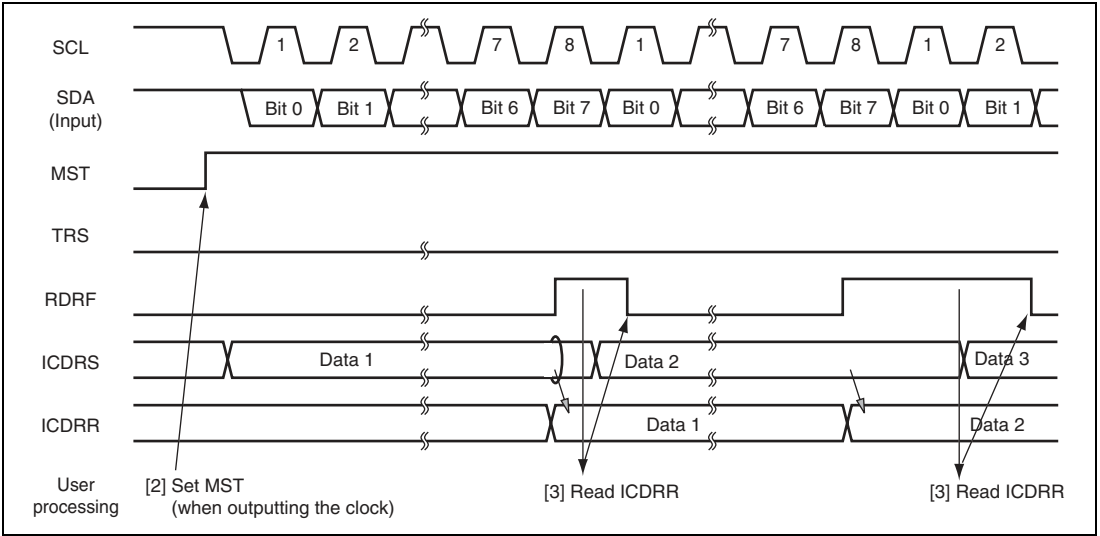 SCL 1 2 7 8 1 7 8 1 2
SDA
(Input)
Bit 0 Bit 1 Bit 6 Bit 7 Bit 0 Bit 6 Bit 7 Bit 0 Bit 1
MST
TRS
RDRF
ICDRS Data 1 Data 2 Data 3
ICDRR Data 1 Data 2
User
processing
[2] Set MST
(when outputting the clock)
[3] Read ICDRR
[3] Read ICDRR